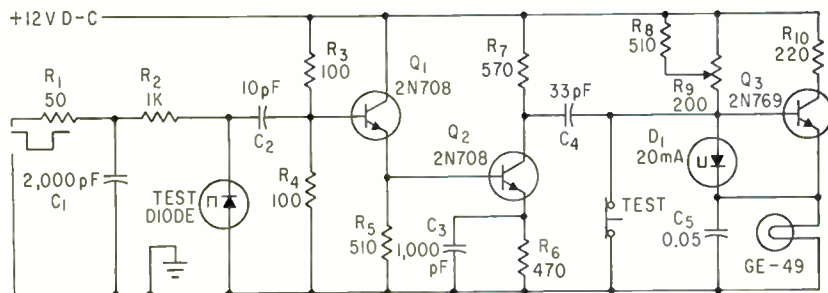 +12V D-C
R1
50
R2
1K
10pF
C2
2,000 pF
C1
TEST
DIODE
R3
100
R4
100
Q1
2N708
R5
510
Q2
2N708
C3
1,000
pF
R6
470
R7
570
33pF
C4
TEST
R8
510
R9
200
D1
20mA
U
C5
0.05
Q3
2N769
R10
220
GE-49